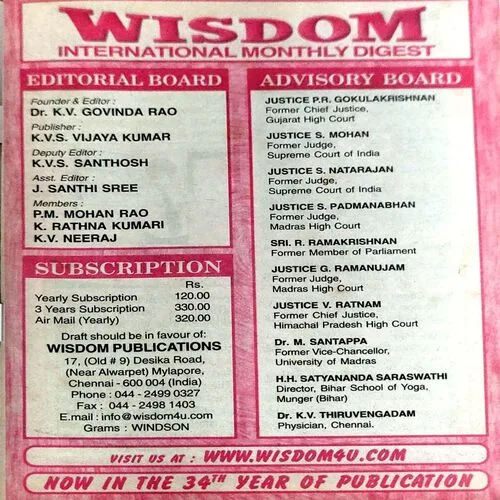 WISDOM
INTERNATIONAL MONTHLY DIGEST
EDITORIAL BOARD
Founder & Editor :
Dr. K.V. GOVINDA RAO
Publisher :
K.V.S. VIJAYA KUMAR
Deputy Editor :
K.V.S. SANTHOSH
Asst. Editor :
J. SANTHI SREE
Members :
P.M. MOHAN RAO
K. RATHNA KUMARI
K.V. NEERAJ
SUBSCRIPTION
Rs.
Yearly Subscription 120.00
3 Years Subscription 330.00
Air Mail (Yearly) 320.00
Draft should be in favour of:
WISDOM PUBLICATIONS
17, (Old # 9) Desika Road,
(Near Alwarpet) Mylapore,
Chennai - 600 004 (India)
Phone : 044 - 2499 0327
Fax : 044 - 2498 1403
E.mail : info@wisdom4u.com
Grams : WINDSON
ADVISORY BOARD
JUSTICE P.R. GOKULAKRISHNAN
Former Chief Justice,
Gujarat High Court
JUSTICE S. MOHAN
Former Judge,
Supreme Court of India
JUSTICE S. NATARAJAN
Former Judge,
Supreme Court of India
JUSTICE S. PADMANABHAN
Former Judge,
Madras High Court
SRI. R. RAMAKRISHNAN
Former Member of Parliament
JUSTICE G. RAMANUJAM
Former Judge,
Madras High Court
JUSTICE V. RATNAM
Former Chief Justice,
Himachal Pradesh High Court
Dr. M. SANTAPPA
Former Vice-Chancellor,
University of Madras
H.H. SATYANANDA SARASWATHI
Director, Bihar School of Yoga,
Munger (Bihar)
Dr. K.V. THIRUVENGADAM
Physician, Chennai.
VISIT US AT : WWW.WISDOM4U.COM
NOW IN THE 34TH YEAR OF PUBLICATION